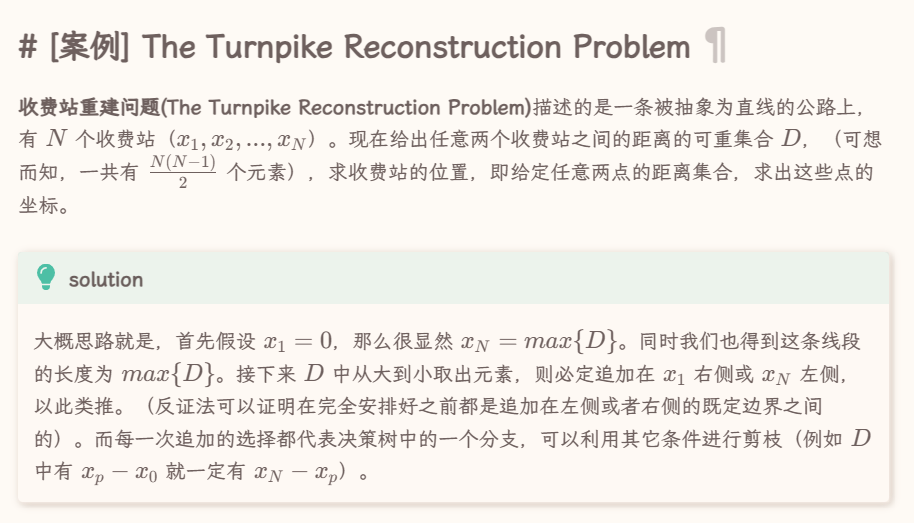 # [案例] The Turnpike Reconstruction Problem ¶
收费站重建问题(The Turnpike Reconstruction Problem)描述的是一条被抽象为直线的公路上，
有 N 个收费站（x₁, x₂, ..., x_N）。现在给出任意两个收费站之间的距离的可重集合 D，（可想
而知，一共有 N(N−1)/2 个元素），求收费站的位置，即给定任意两点的距离集合，求出这些点的
坐标。
solution
大概思路就是，首先假设 x₁ = 0，那么很显然 x_N = max{D}。同时我们也得到这条线段
的长度为 max{D}。接下来 D 中从大到小取出元素，则必定追加在 x₁ 右侧或 x_N 左侧，
以此类推。（反证法可以证明在完全安排好之前都是追加在左侧或者右侧的既定边界之间
的）。而每一次追加的选择都代表决策树中的一个分支，可以利用其它条件进行剪枝（例如 D
中有 x_p − x₀ 就一定有 x_N − x_p）。